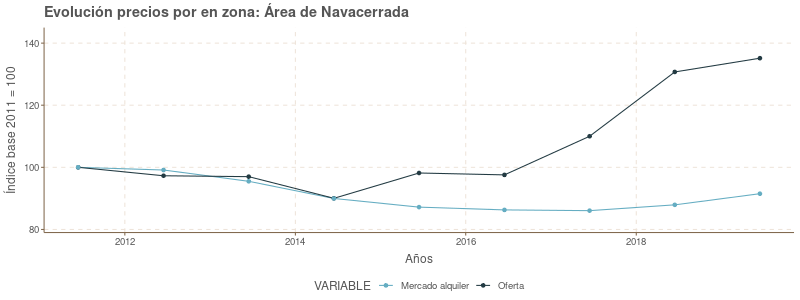 Evolución precios por en zona: Área de Navacerrada
Índice base 2011 = 100
140
120
100
80
2012 2014 2016 2018
Años
VARIABLE Mercado alquiler Oferta